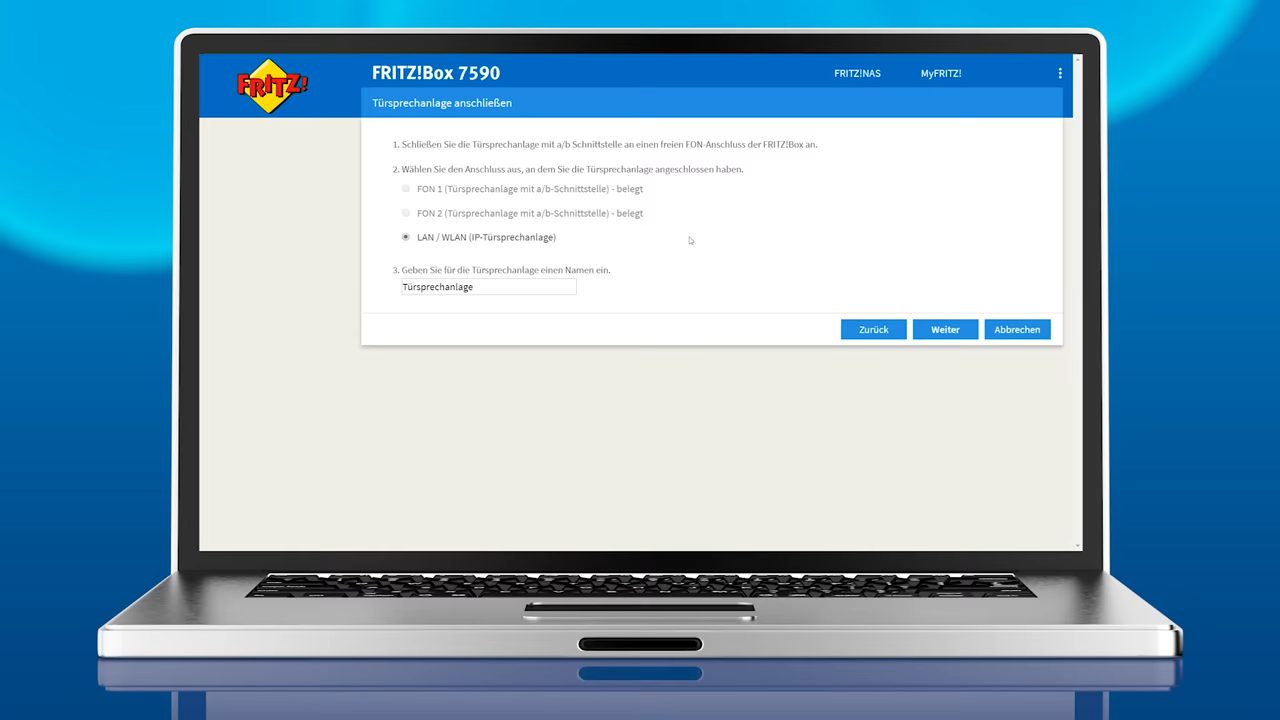 FRITZ!
FRITZ!Box 7590
FRITZ!NAS
MyFRITZ!
Türsprechanlage anschließen
1. Schließen Sie die Türsprechanlage mit a/b Schnittstelle an einen freien FON-Anschluss der FRITZ!Box an.
2. Wählen Sie den Anschluss aus, an dem Sie die Türsprechanlage angeschlossen haben.
FON 1 (Türsprechanlage mit a/b-Schnittstelle) - belegt
FON 2 (Türsprechanlage mit a/b-Schnittstelle) - belegt
LAN / WLAN (IP-Türsprechanlage)
3. Geben Sie für die Türsprechanlage einen Namen ein.
Türsprechanlage
Zurück
Weiter
Abbrechen